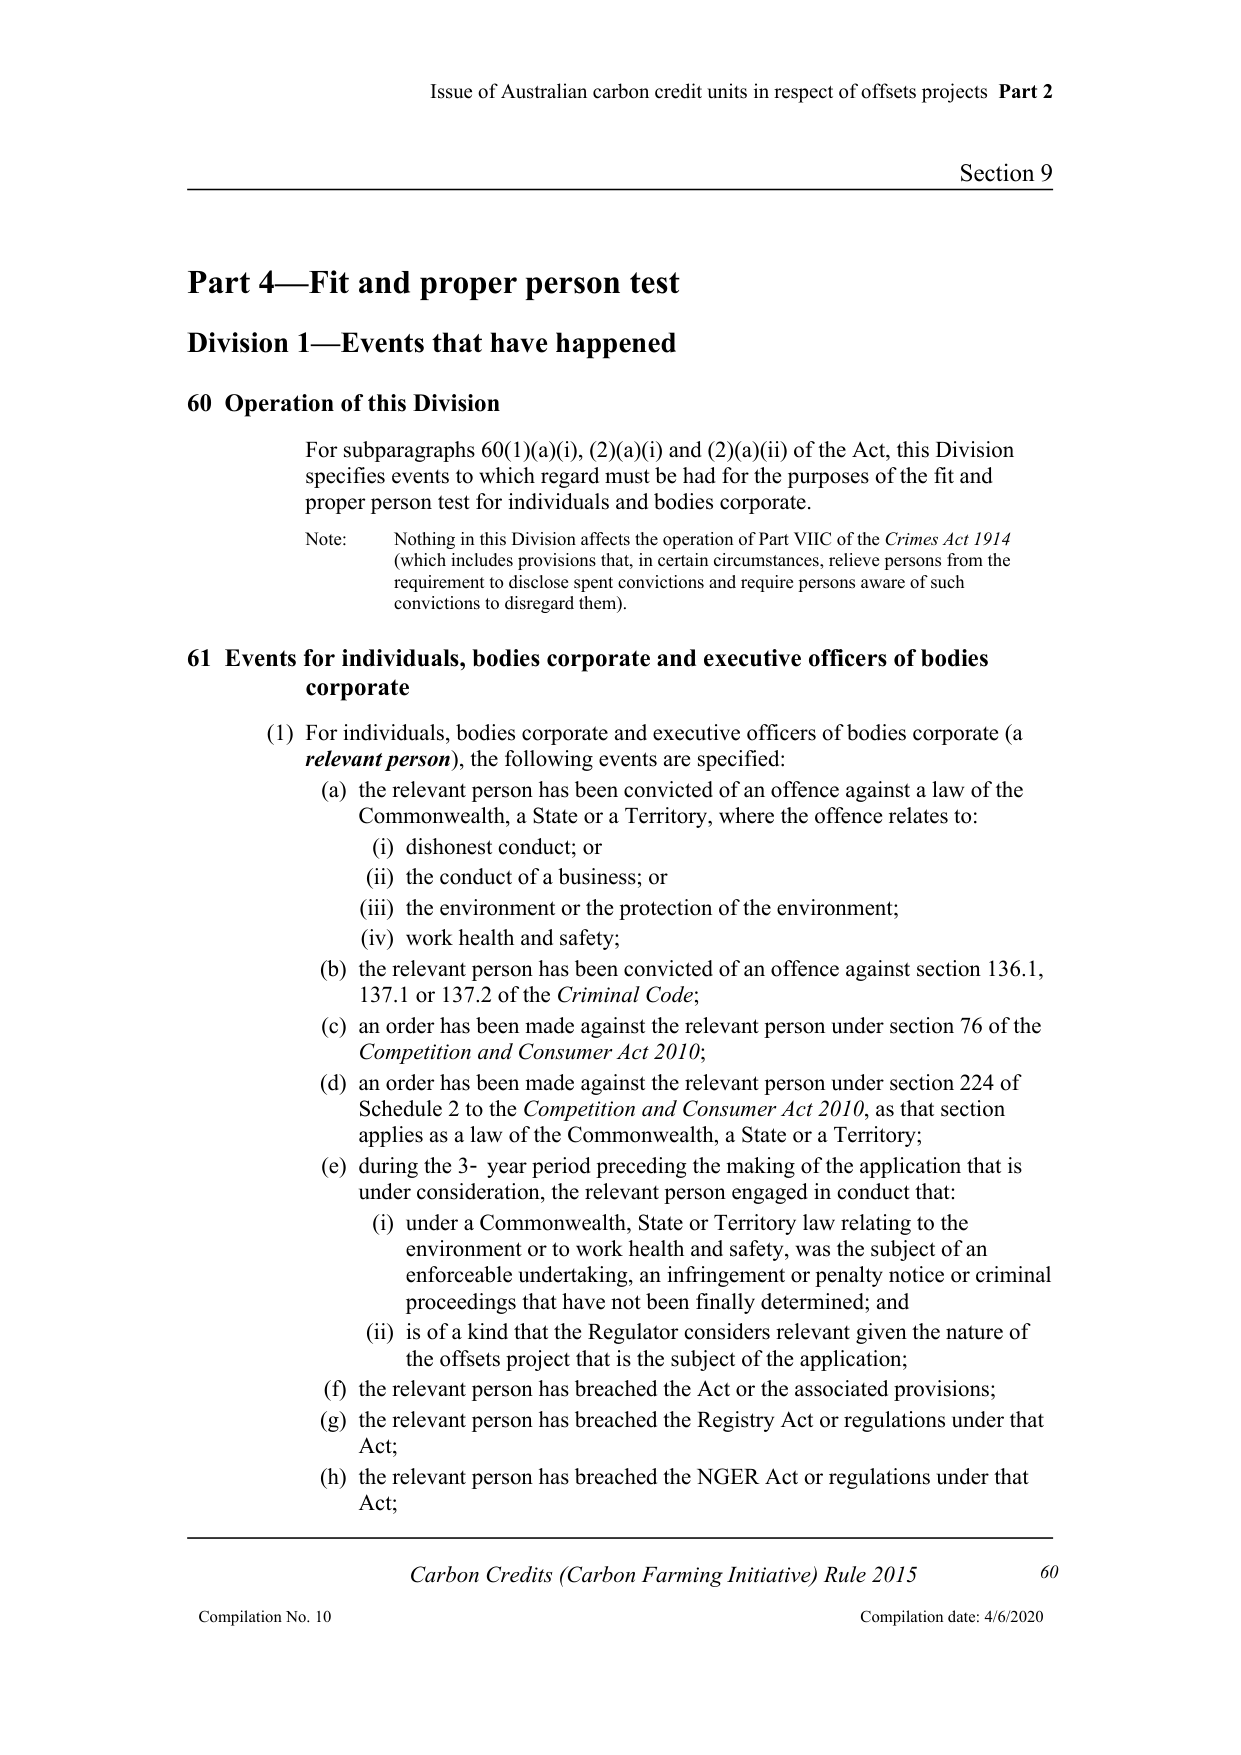 Issue of Australian carbon credit units in respect of offsets projects Part 2
Section 9
Part 4—Fit and proper person test
Division 1—Events that have happened
60 Operation of this Division
For subparagraphs 60(1)(a)(i), (2)(a)(i) and (2)(a)(ii) of the Act, this Division
specifies events to which regard must be had for the purposes of the fit and
proper person test for individuals and bodies corporate.
Note: Nothing in this Division affects the operation of Part VIIC of the Crimes Act 1914
(which includes provisions that, in certain circumstances, relieve persons from the
requirement to disclose spent convictions and require persons aware of such
convictions to disregard them).
61 Events for individuals, bodies corporate and executive officers of bodies
corporate
(1) For individuals, bodies corporate and executive officers of bodies corporate (a
relevant person), the following events are specified:
(a) the relevant person has been convicted of an offence against a law of the
Commonwealth, a State or a Territory, where the offence relates to:
(i) dishonest conduct; or
(ii) the conduct of a business; or
(iii) the environment or the protection of the environment;
(iv) work health and safety;
(b) the relevant person has been convicted of an offence against section 136.1,
137.1 or 137.2 of the Criminal Code;
(c) an order has been made against the relevant person under section 76 of the
Competition and Consumer Act 2010;
(d) an order has been made against the relevant person under section 224 of
Schedule 2 to the Competition and Consumer Act 2010, as that section
applies as a law of the Commonwealth, a State or a Territory;
(e) during the 3- year period preceding the making of the application that is
under consideration, the relevant person engaged in conduct that:
(i) under a Commonwealth, State or Territory law relating to the
environment or to work health and safety, was the subject of an
enforceable undertaking, an infringement or penalty notice or criminal
proceedings that have not been finally determined; and
(ii) is of a kind that the Regulator considers relevant given the nature of
the offsets project that is the subject of the application;
(f) the relevant person has breached the Act or the associated provisions;
(g) the relevant person has breached the Registry Act or regulations under that
Act;
(h) the relevant person has breached the NGER Act or regulations under that
Act;
Carbon Credits (Carbon Farming Initiative) Rule 2015 60
Compilation No. 10 Compilation date: 4/6/2020